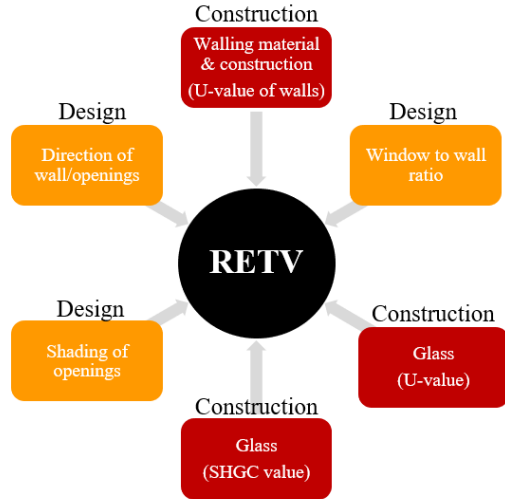 Construction
Walling material
& construction
(U-value of walls)
Design
Direction of
wall/openings
Design
Window to wall
ratio
RETV
Design
Shading of
openings
Construction
Glass
(U-value)
Construction
Glass
(SHGC value)